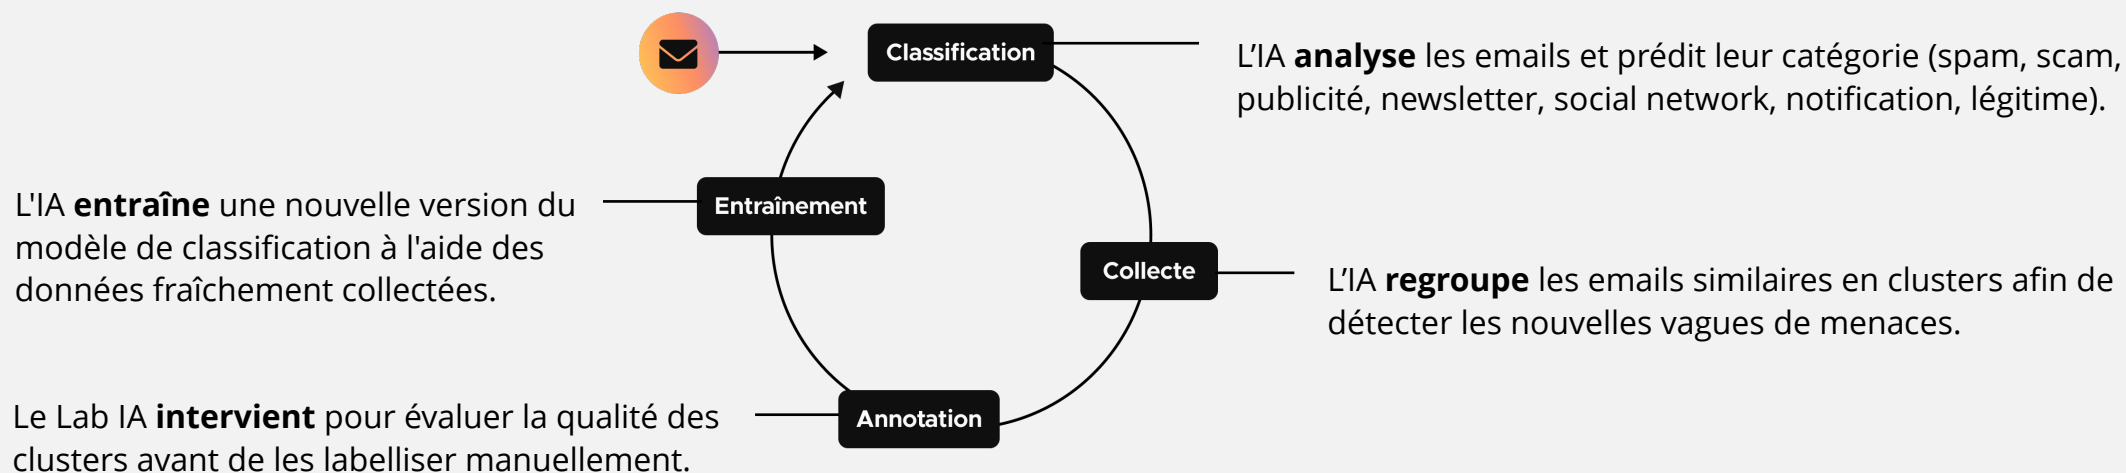 Classification
L’IA analyse les emails et prédit leur catégorie (spam, scam,
publicité, newsletter, social network, notification, légitime).
Collecte
L’IA regroupe les emails similaires en clusters afin de
détecter les nouvelles vagues de menaces.
Annotation
Le Lab IA intervient pour évaluer la qualité des
clusters avant de les labelliser manuellement.
Entraînement
L'IA entraîne une nouvelle version du
modèle de classification à l'aide des
données fraîchement collectées.